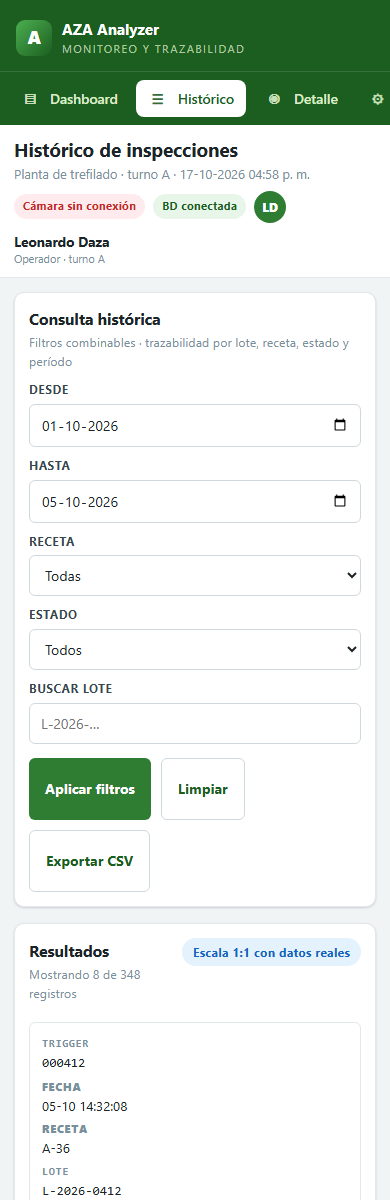 A
AZA Analyzer
MONITOREO Y TRAZABILIDAD
Dashboard
Histórico
Detalle
Histórico de inspecciones
Planta de trefilado · turno A · 17-10-2026 04:58 p. m.
Cámara sin conexión
BD conectada
LD
Leonardo Daza
Operador · turno A
Consulta histórica
Filtros combinables · trazabilidad por lote, receta, estado y
período
DESDE
01-10-2026
HASTA
05-10-2026
RECETA
Todas
ESTADO
Todos
BUSCAR LOTE
L-2026-...
Aplicar filtros
Limpiar
Exportar CSV
Resultados
Escala 1:1 con datos reales
Mostrando 8 de 348
registros
TRIGGER
000412
FECHA
05-10 14:32:08
RECETA
A-36
LOTE
L-2026-0412